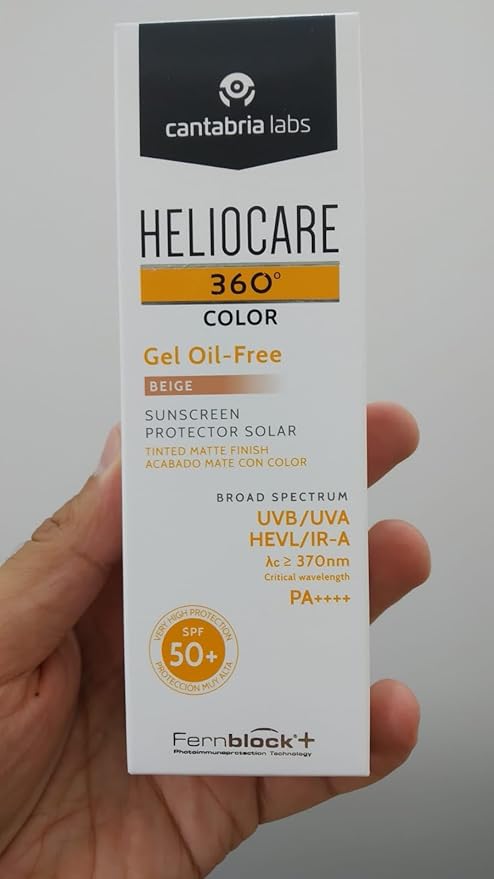 cantabria labs
HELIOCARE
360°
COLOR
Gel Oil-Free
BEIGE
SUNSCREEN
PROTECTOR SOLAR
TINTED MATTE FINISH
ACABADO MATE CON COLOR
BROAD SPECTRUM
UVB/UVA
HEVL/IR-A
λc ≥ 370nm
Critical wavelength
PA++++
VERY HIGH PROTECTION
SPF
50+
PROTECCIÓN MUY ALTA
Fernblock®+
Photoimmunoprotection Technology